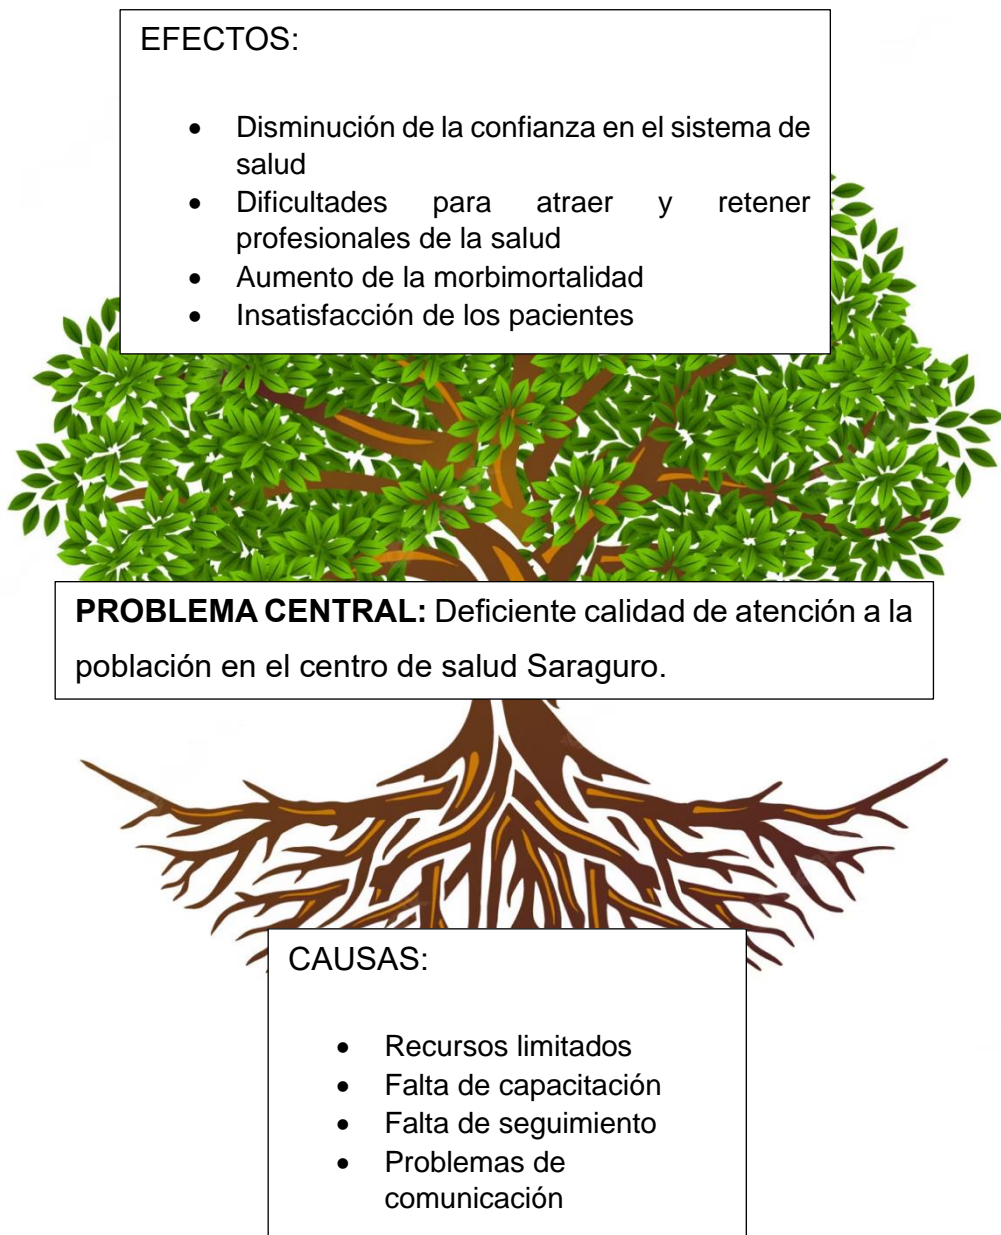 EFECTOS:
• Disminución de la confianza en el sistema de
salud
• Dificultades para atraer y retener
profesionales de la salud
• Aumento de la morbimortalidad
• Insatisfacción de los pacientes
PROBLEMA CENTRAL: Deficiente calidad de atención a la
población en el centro de salud Saraguro.
CAUSAS:
• Recursos limitados
• Falta de capacitación
• Falta de seguimiento
• Problemas de
comunicación